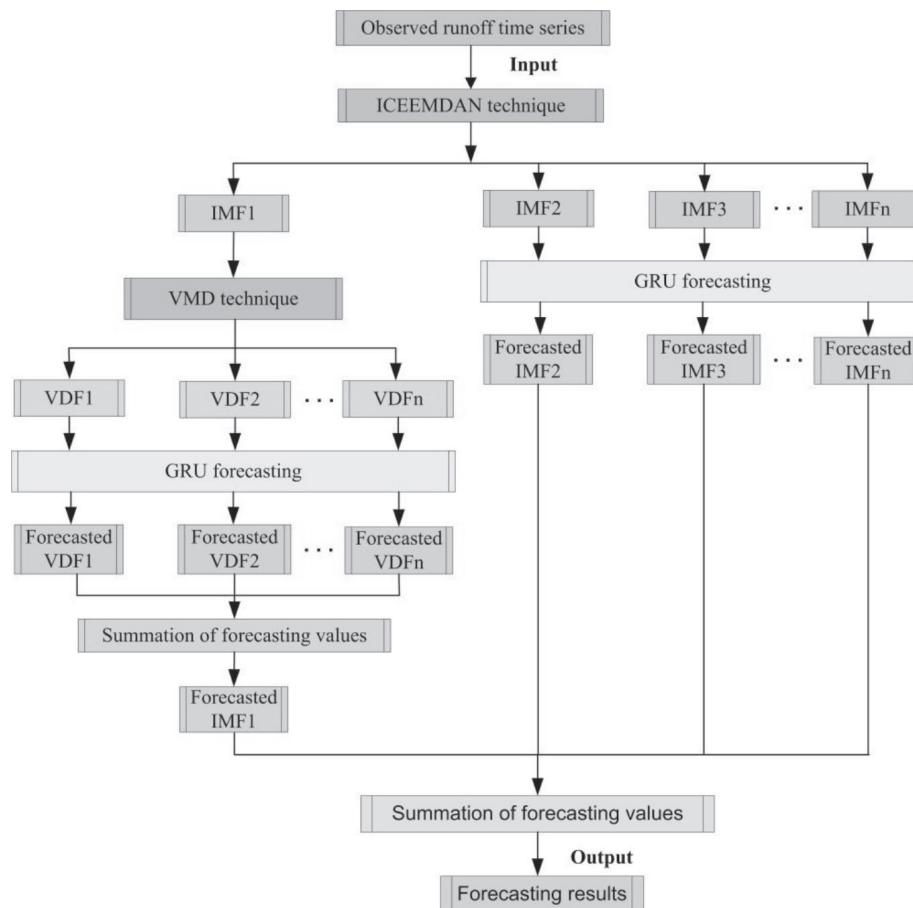 Observed runoff time series
Input
ICEEMDAN technique
IMF1
IMF2
IMF3
. . .
IMFn
VMD technique
GRU forecasting
Forecasted
IMF2
Forecasted
IMF3
. . .
Forecasted
IMFn
VDF1
VDF2
. . .
VDFn
GRU forecasting
Forecasted
VDF1
Forecasted
VDF2
. . .
Forecasted
VDFn
Summation of forecasting values
Forecasted
IMF1
Summation of forecasting values
Output
Forecasting results